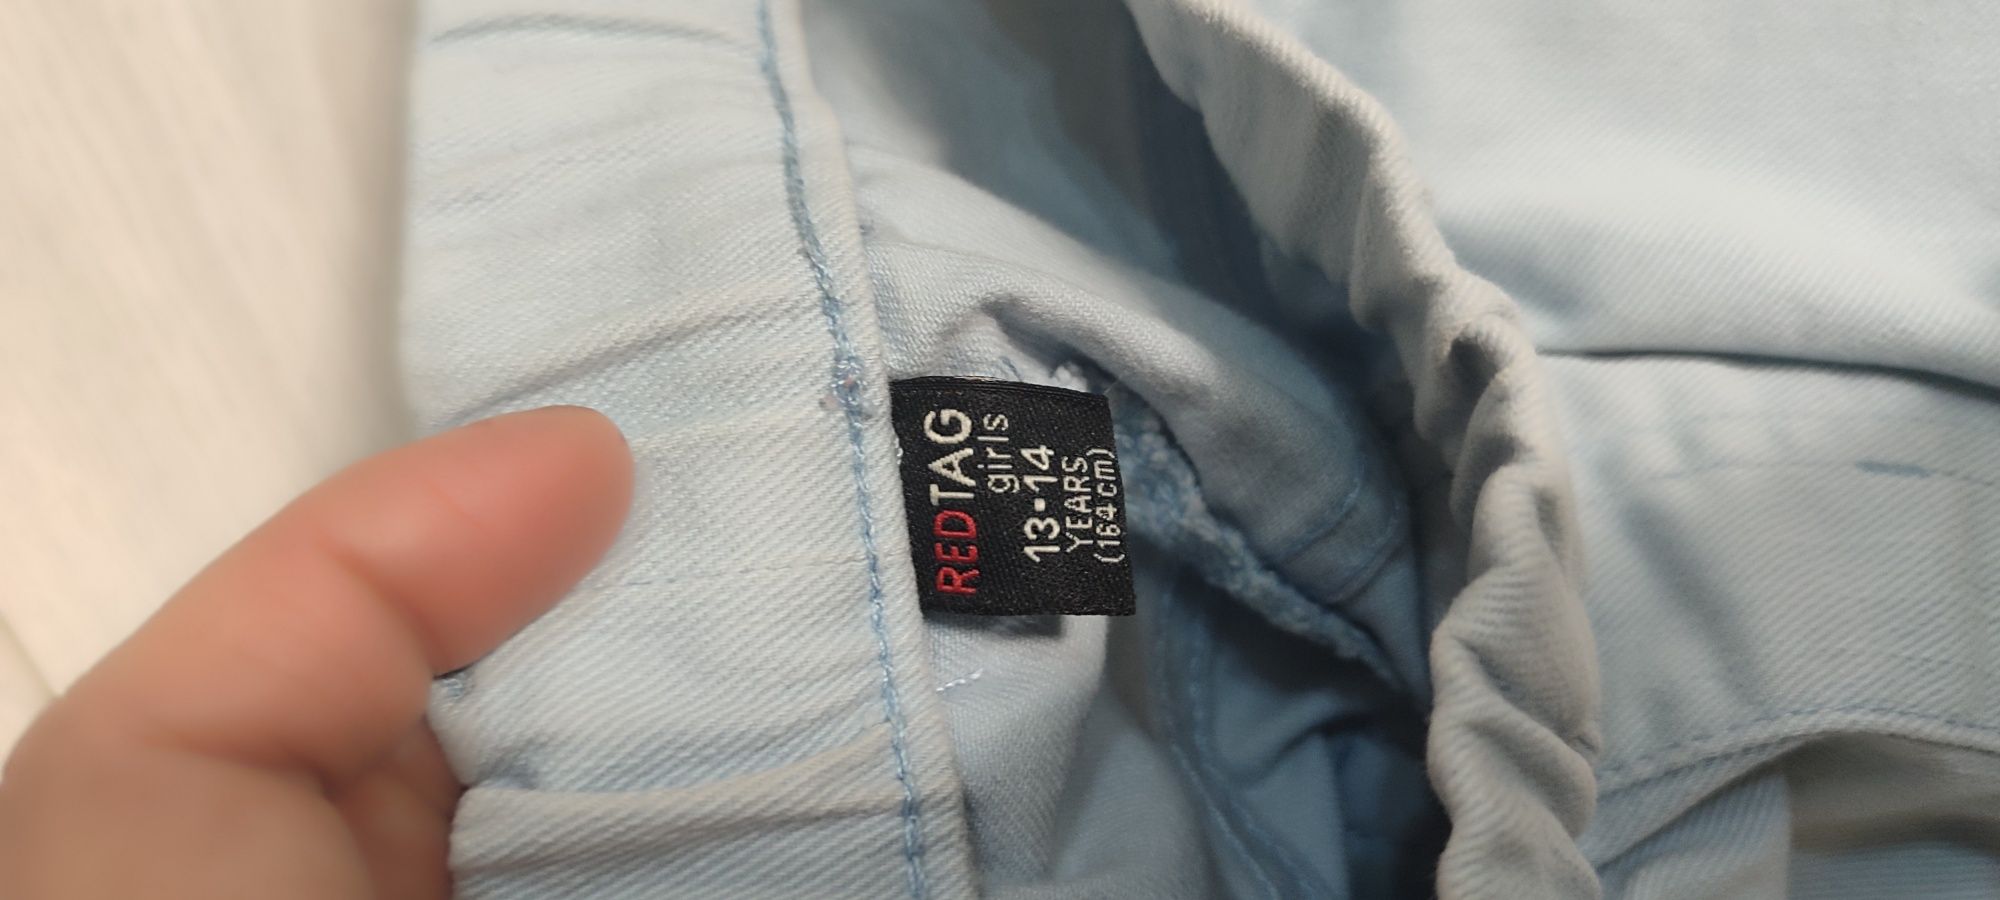 REDTAG
girls
13-14
YEARS
(164cm)